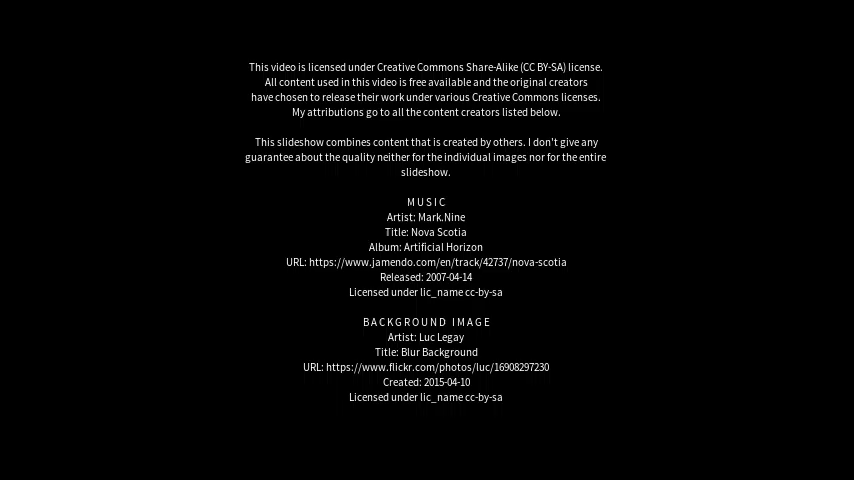 This video is licensed under Creative Commons Share-Alike (CC BY-SA) license.
All content used in this video is free available and the original creators
have chosen to release their work under various Creative Commons licenses.
My attributions go to all the content creators listed below.
This slideshow combines content that is created by others. I don't give any
guarantee about the quality neither for the individual images nor for the entire
slideshow.
MUSIC
Artist: Mark.Nine
Title: Nova Scotia
Album: Artificial Horizon
URL: https://www.jamendo.com/en/track/42737/nova-scotia
Released: 2007-04-14
Licensed under lic_name cc-by-sa
BACKGROUND IMAGE
Artist: Luc Legay
Title: Blur Background
URL: https://www.flickr.com/photos/luc/16908297230
Created: 2015-04-10
Licensed under lic_name cc-by-sa